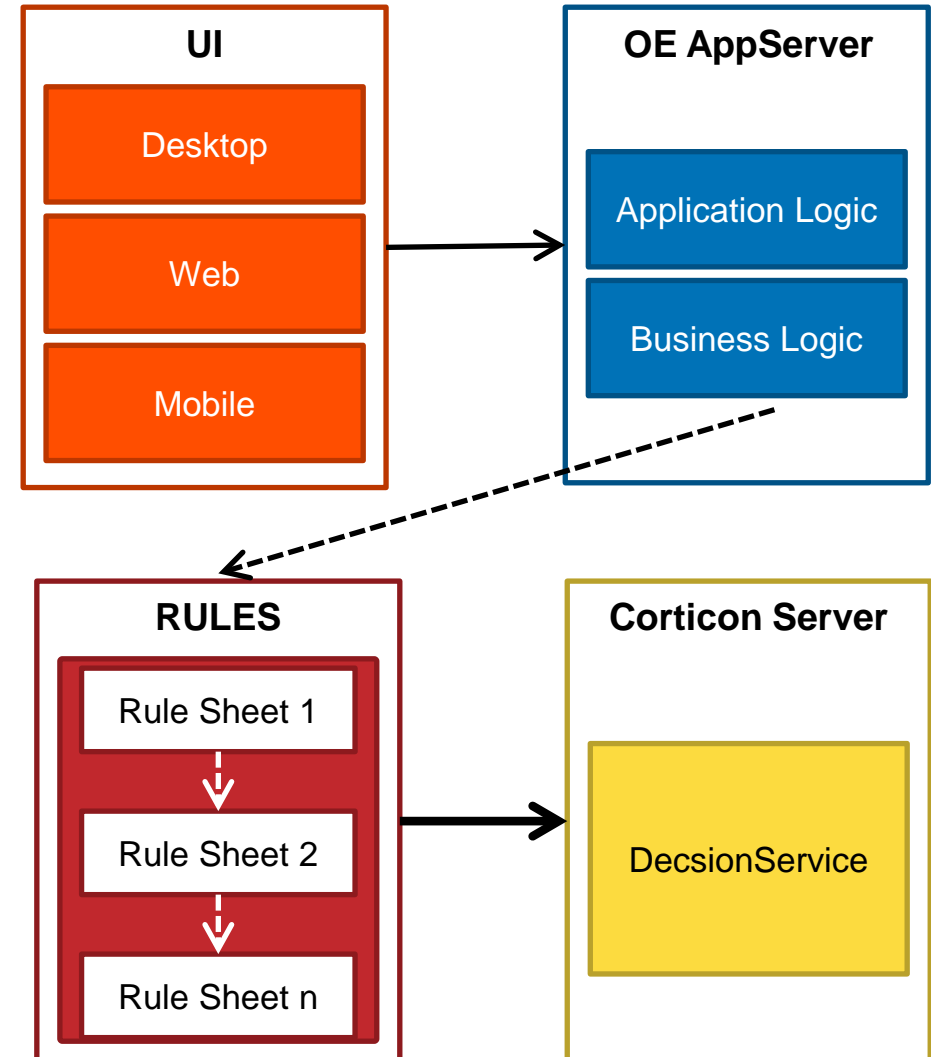 UI
Desktop
Web
Mobile
OE AppServer
Application Logic
Business Logic
RULES
Rule Sheet 1
Rule Sheet 2
Rule Sheet n
Corticon Server
DecsionService